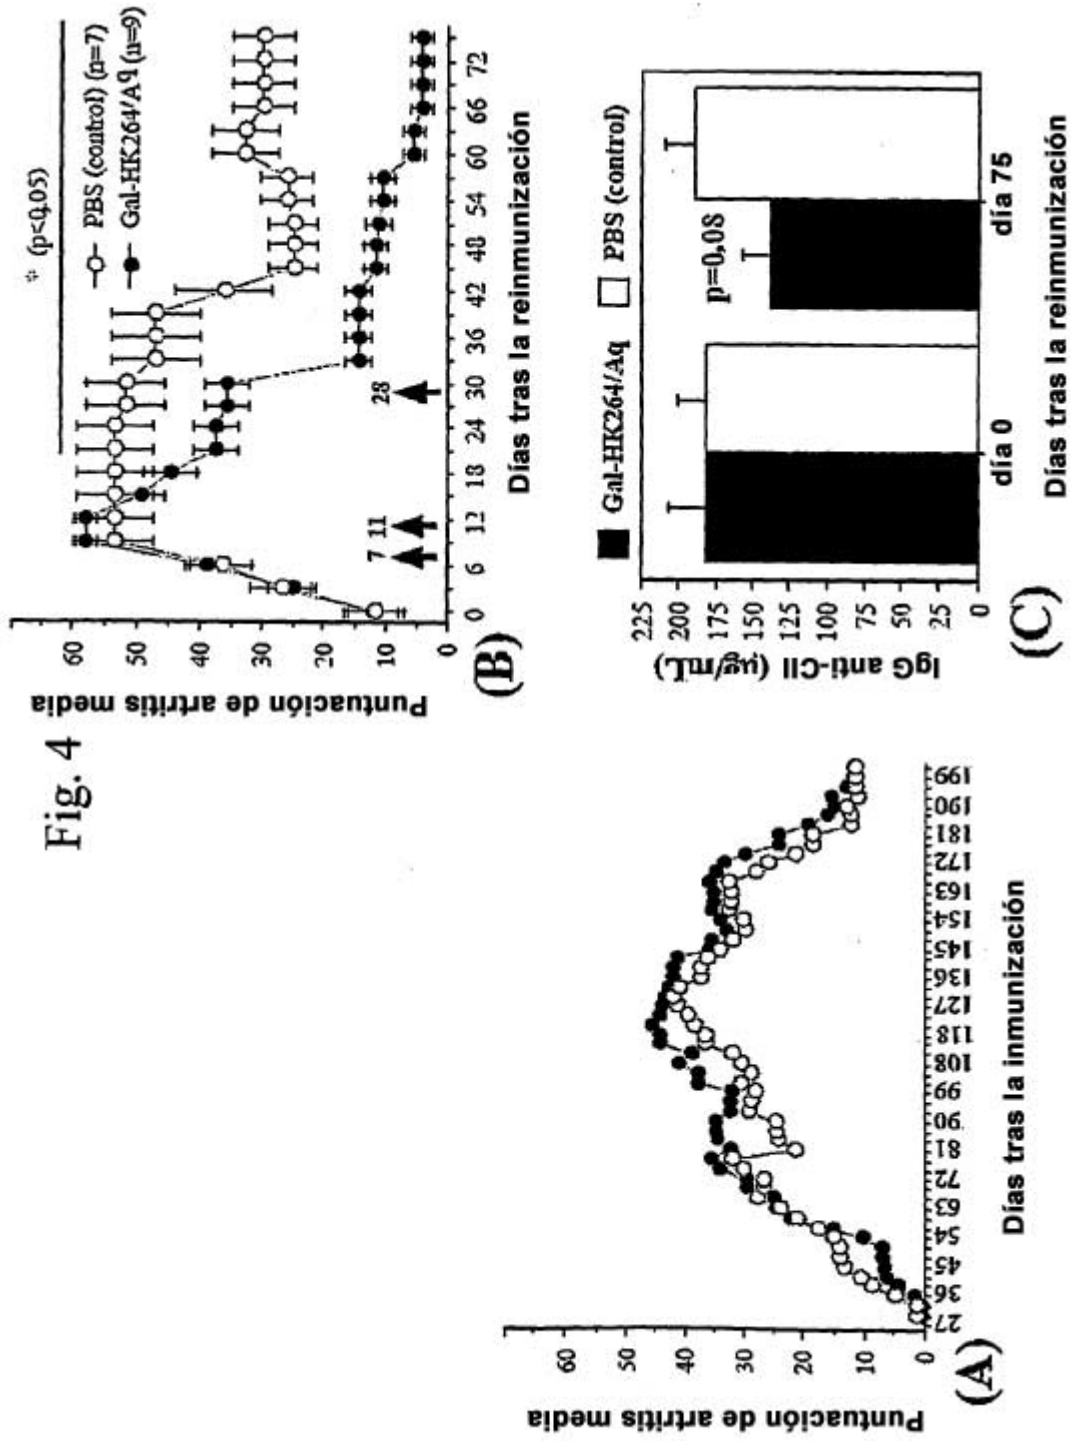 Fig. 4
(A)
Puntuación de artritis media
60
50
40
30
20
10
0
27 36 45 54 63 72 81 90 99 108 118 127 136 145 154 163 172 181 190 199
Días tras la inmunización
(B)
Puntuación de artritis media
60
50
40
30
20
10
0
* (p<0,05)
PBS (control) (n=7)
Gal-HK264/Aq (n=9)
7 11 28
0 6 12 18 24 30 36 42 48 54 60 66 72
Días tras la reinmunización
(C)
IgG anti-CII (µg/mL)
Gal-HK264/Aq
PBS (control)
225
200
175
150
125
100
75
50
25
0
p=0,08
día 0 día 75
Días tras la reinmunización